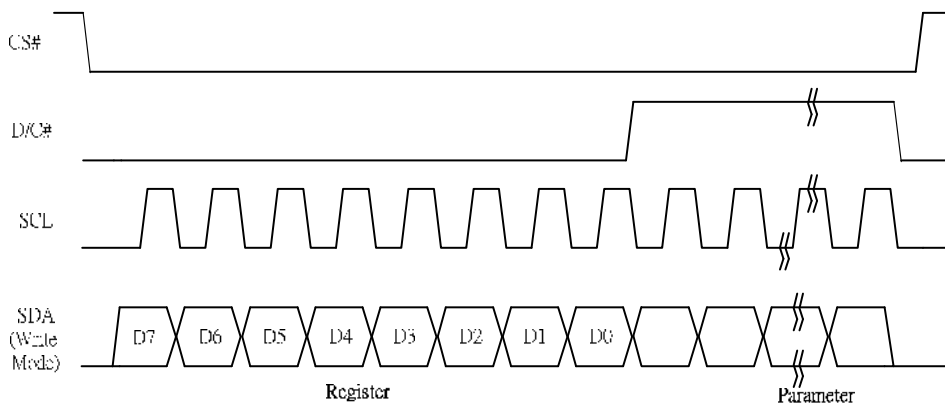 CS#
D/C#
SCL
SDA
(Write
Mode)
D7 D6 D5 D4 D3 D2 D1 D0
Register Parameter